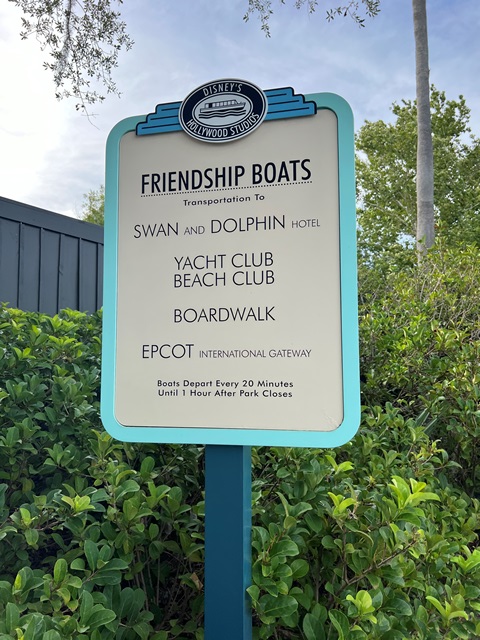 DISNEY'S
HOLLYWOOD STUDIOS
FRIENDSHIP BOATS
Transportation To
SWAN AND DOLPHIN HOTEL
YACHT CLUB
BEACH CLUB
BOARDWALK
EPCOT INTERNATIONAL GATEWAY
Boats Depart Every 20 Minutes
Until 1 Hour After Park Closes